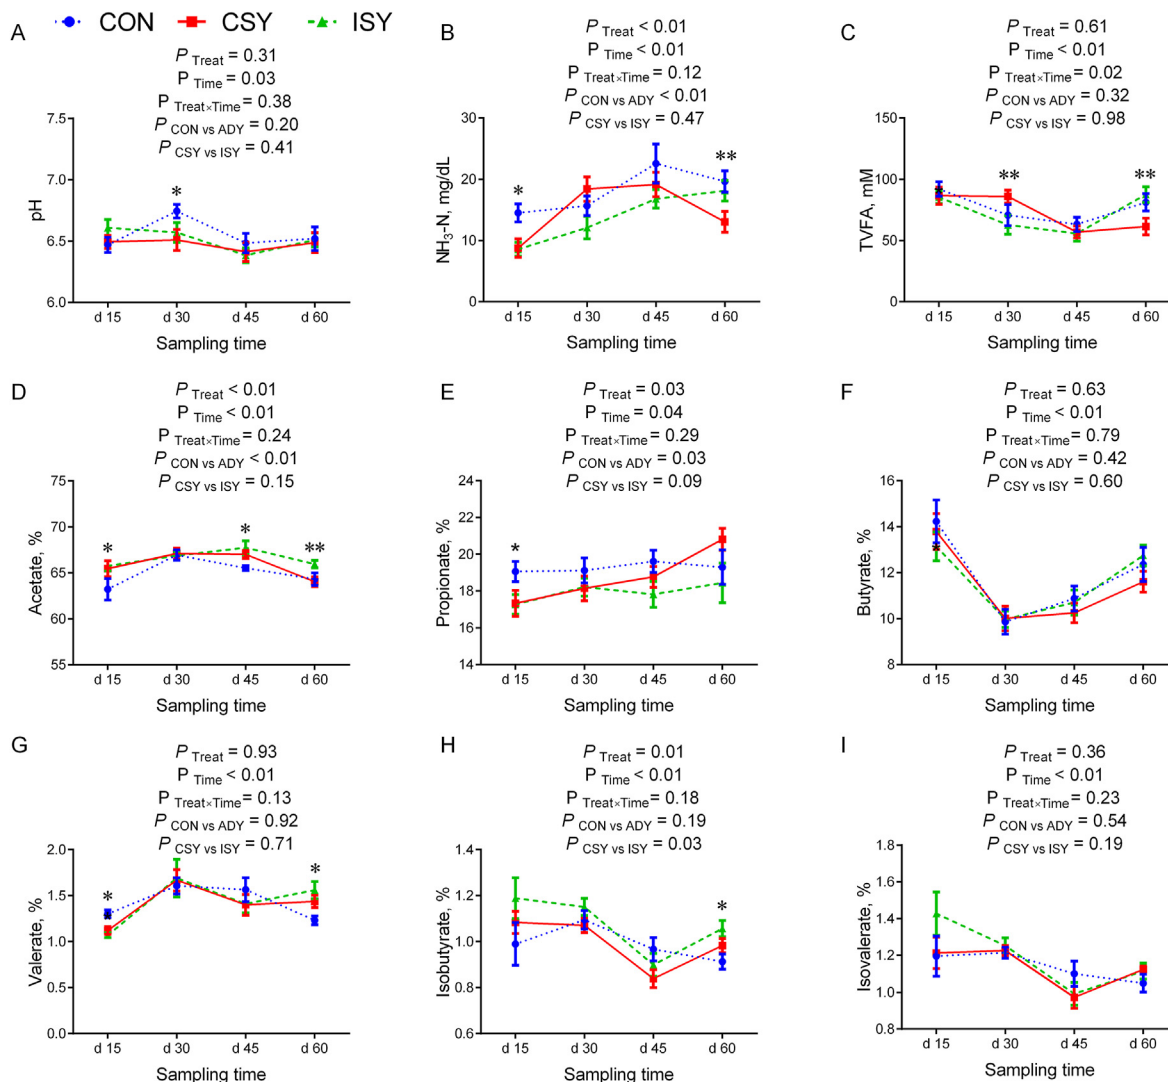 CON CSY ISY
A
P Treat = 0.31
P Time = 0.03
P Treat×Time = 0.38
P CON vs ADY = 0.20
P CSY vs ISY = 0.41
7.5
7.0
6.5
6.0
pH
*
d 15 d 30 d 45 d 60
Sampling time
B
P Treat < 0.01
P Time < 0.01
P Treat×Time = 0.12
P CON vs ADY < 0.01
P CSY vs ISY = 0.47
30
20
10
0
NH3-N, mg/dL
* **
d 15 d 30 d 45 d 60
Sampling time
C
P Treat = 0.61
P Time < 0.01
P Treat×Time = 0.02
P CON vs ADY = 0.32
P CSY vs ISY = 0.98
150
100
50
0
TVFA, mM
* ** **
d 15 d 30 d 45 d 60
Sampling time
D
P Treat < 0.01
P Time < 0.01
P Treat×Time = 0.24
P CON vs ADY < 0.01
P CSY vs ISY = 0.15
75
70
65
60
55
Acetate, %
* * **
d 15 d 30 d 45 d 60
Sampling time
E
P Treat = 0.03
P Time = 0.04
P Treat×Time = 0.29
P CON vs ADY = 0.03
P CSY vs ISY = 0.09
24
22
20
18
16
14
Propionate, %
*
d 15 d 30 d 45 d 60
Sampling time
F
P Treat = 0.63
P Time < 0.01
P Treat×Time = 0.79
P CON vs ADY = 0.42
P CSY vs ISY = 0.60
16
14
12
10
8
Butyrate, %
*
d 15 d 30 d 45 d 60
Sampling time
G
P Treat = 0.93
P Time < 0.01
P Treat×Time = 0.13
P CON vs ADY = 0.92
P CSY vs ISY = 0.71
2.0
1.5
1.0
0.5
0.0
Valerate, %
* *
d 15 d 30 d 45 d 60
Sampling time
H
P Treat = 0.01
P Time < 0.01
P Treat×Time = 0.18
P CON vs ADY = 0.19
P CSY vs ISY = 0.03
1.4
1.2
1.0
0.8
0.6
Isobutyrate, %
*
d 15 d 30 d 45 d 60
Sampling time
I
P Treat = 0.36
P Time < 0.01
P Treat×Time = 0.23
P CON vs ADY = 0.54
P CSY vs ISY = 0.19
1.8
1.6
1.4
1.2
1.0
0.8
Isovalerate, %
d 15 d 30 d 45 d 60
Sampling time